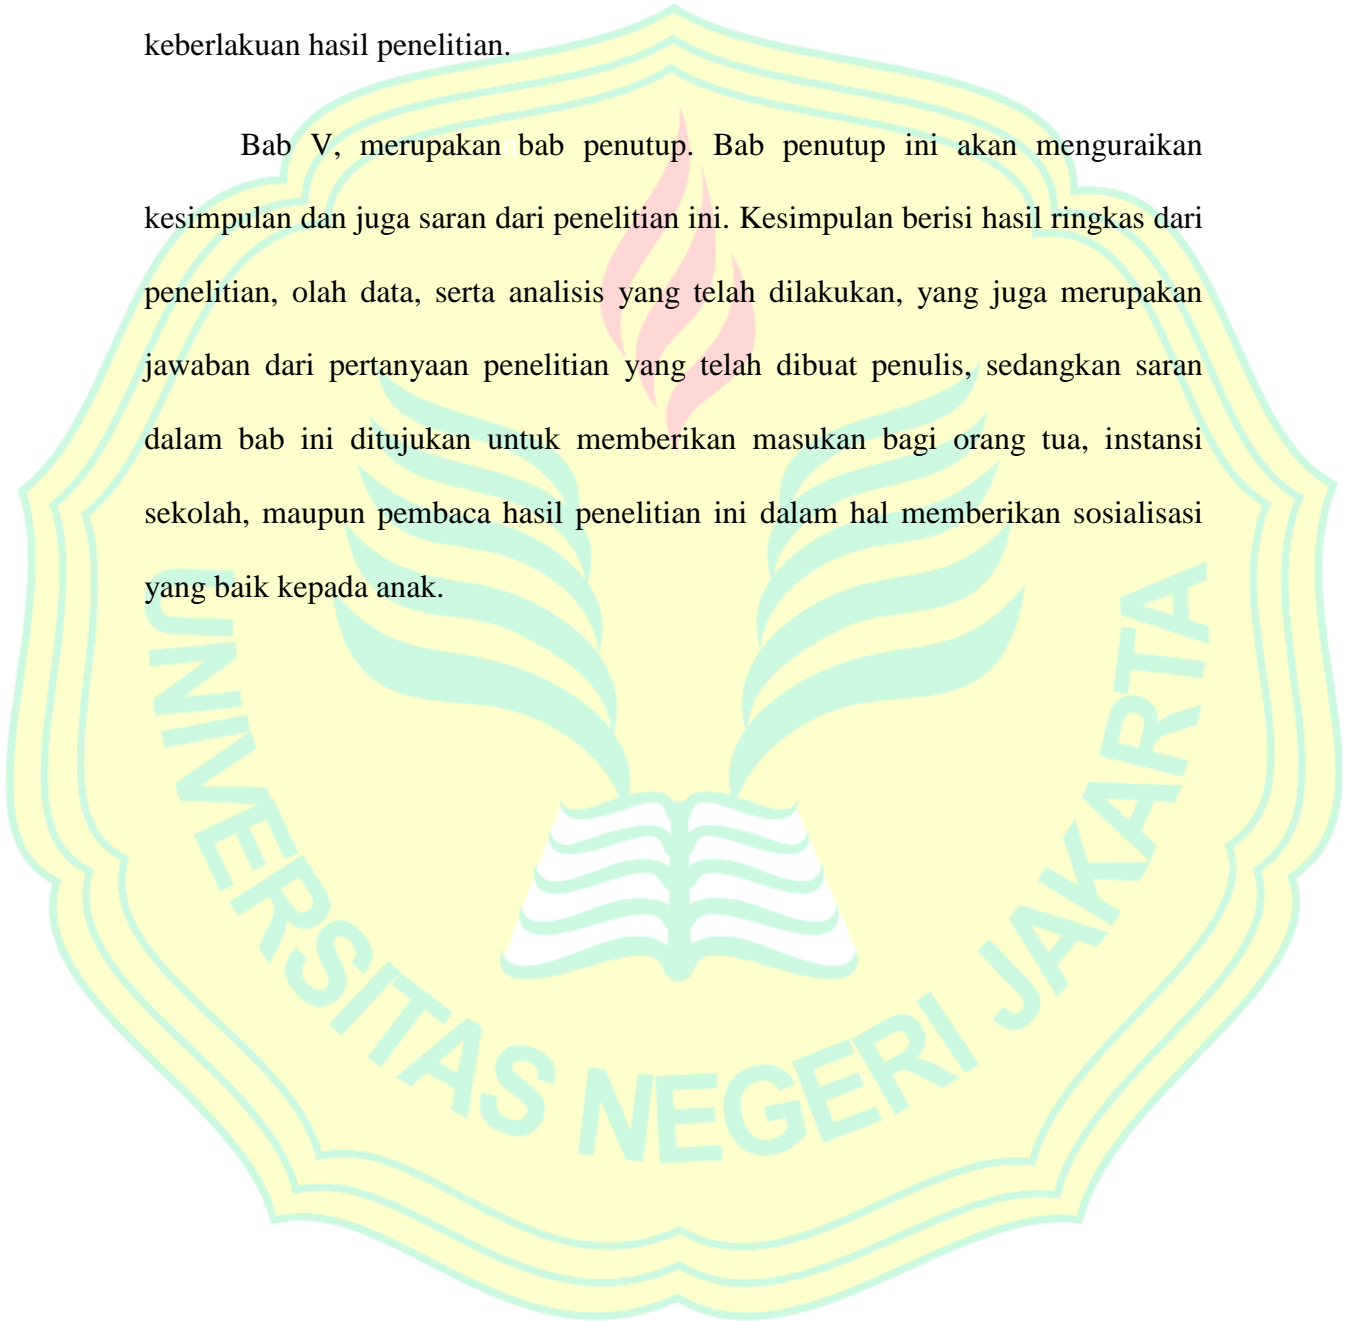 keberlakuan hasil penelitian.
Bab V, merupakan bab penutup. Bab penutup ini akan menguraikan
kesimpulan dan juga saran dari penelitian ini. Kesimpulan berisi hasil ringkas dari
penelitian, olah data, serta analisis yang telah dilakukan, yang juga merupakan
jawaban dari pertanyaan penelitian yang telah dibuat penulis, sedangkan saran
dalam bab ini ditujukan untuk memberikan masukan bagi orang tua, instansi
sekolah, maupun pembaca hasil penelitian ini dalam hal memberikan sosialisasi
yang baik kepada anak.
UNIVERSITAS NEGERI JAKARTA